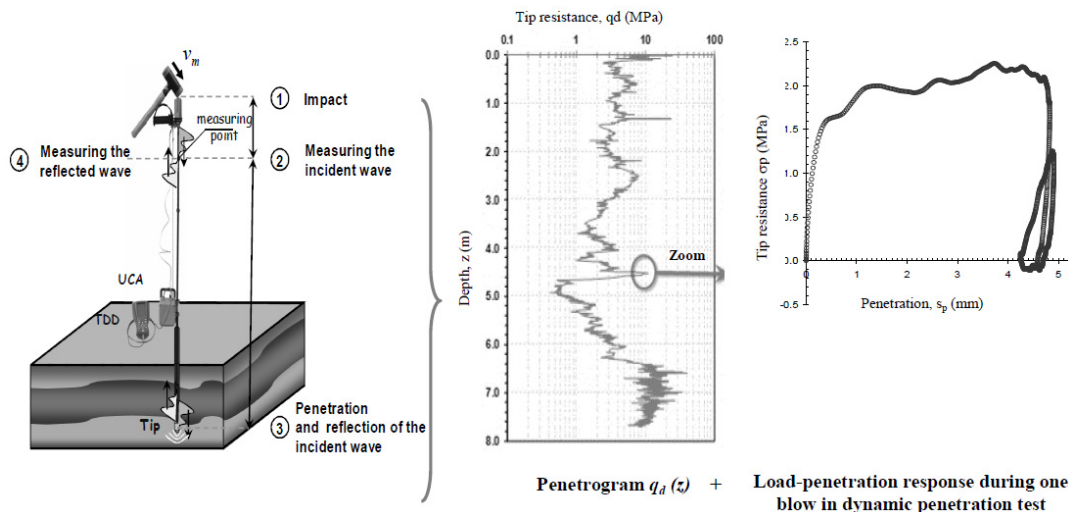 v_m
① Impact
measuring
point
④ Measuring the
reflected wave
② Measuring the
incident wave
UCA
TDD
Tip
③ Penetration
and reflection of the
incident wave
Tip resistance, qd (MPa)
0.1 1 10 100
0.0
1.0
2.0
3.0
4.0
5.0
6.0
7.0
8.0
Depth, z (m)
Zoom
2.5
2.0
1.5
1.0
0.5
0.0
-0.5
Tip resistance σp (MPa)
0 1 2 3 4 5
Penetration, s_p (mm)
Penetrogram q_d (z) + Load-penetration response during one
blow in dynamic penetration test